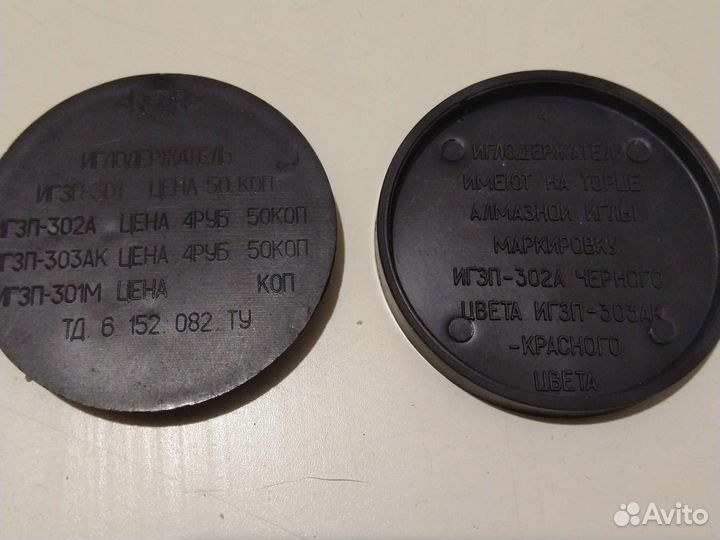 ИГЛОДЕРЖАТЕЛЬ
ИГЗП-301 ЦЕНА 50 КОП
ИГЗП-302А ЦЕНА 4РУБ 50КОП
ИГЗП-303АК ЦЕНА 4РУБ 50КОП
ИГЗП-301М ЦЕНА КОП
ТД 6 152 082 ТУ
4
ИГЛОДЕРЖАТЕЛИ
ИМЕЮТ НА ТОРЦЕ
АЛМАЗНОЙ ИГЛЫ
МАРКИРОВКУ
ИГЗП-302А ЧЕРНОГО
ЦВЕТА ИГЗП-303АК
-КРАСНОГО
ЦВЕТА
Avito